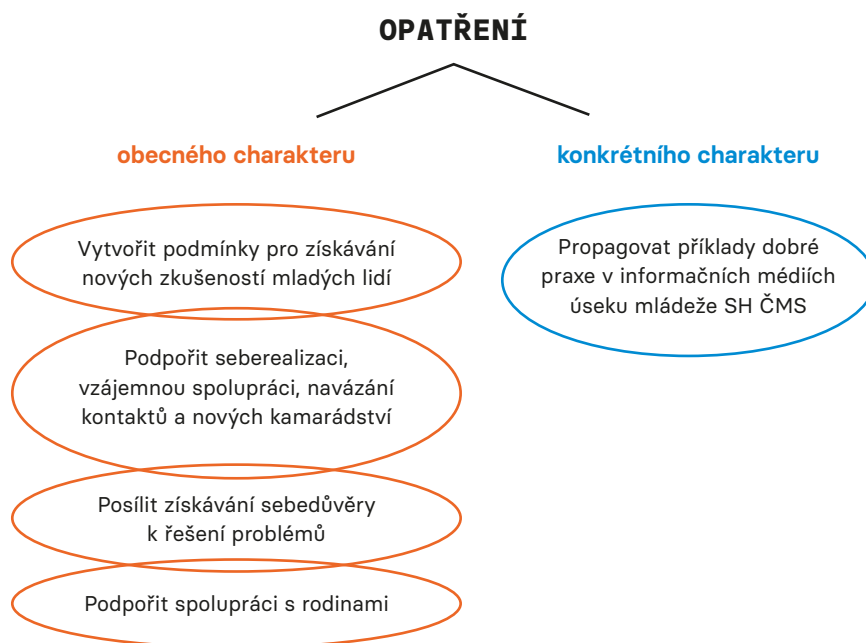 OPATŘENÍ
obecného charakteru
Vytvořit podmínky pro získávání
nových zkušeností mladých lidí
Podpořit seberealizaci,
vzájemnou spolupráci, navázání
kontaktů a nových kamarádství
Posílit získávání sebedůvěry
k řešení problémů
Podpořit spolupráci s rodinami
konkrétního charakteru
Propagovat příklady dobré
praxe v informačních médiích
úseku mládeže SH ČMS